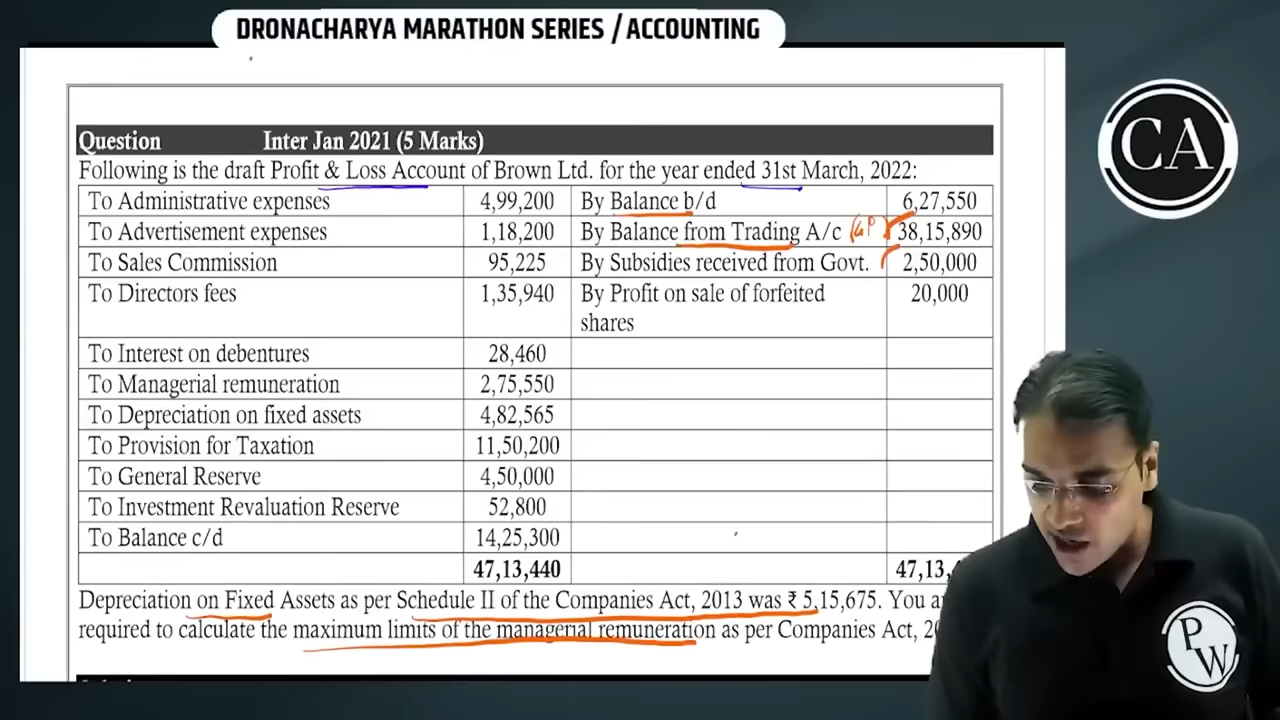 DRONACHARYA MARATHON SERIES / ACCOUNTING
CA
Question Inter Jan 2021 (5 Marks)
Following is the draft Profit & Loss Account of Brown Ltd. for the year ended 31st March, 2022:
To Administrative expenses 4,99,200 By Balance b/d 6,27,550
To Advertisement expenses 1,18,200 By Balance from Trading A/c (GP) 38,15,890
To Sales Commission 95,225 By Subsidies received from Govt. 2,50,000
To Directors fees 1,35,940 By Profit on sale of forfeited 20,000
shares
To Interest on debentures 28,460
To Managerial remuneration 2,75,550
To Depreciation on fixed assets 4,82,565
To Provision for Taxation 11,50,200
To General Reserve 4,50,000
To Investment Revaluation Reserve 52,800
To Balance c/d 14,25,300
47,13,440 47,13,
Depreciation on Fixed Assets as per Schedule II of the Companies Act, 2013 was ₹ 5,15,675. You
required to calculate the maximum limits of the managerial remuneration as per Companies Act,
PW